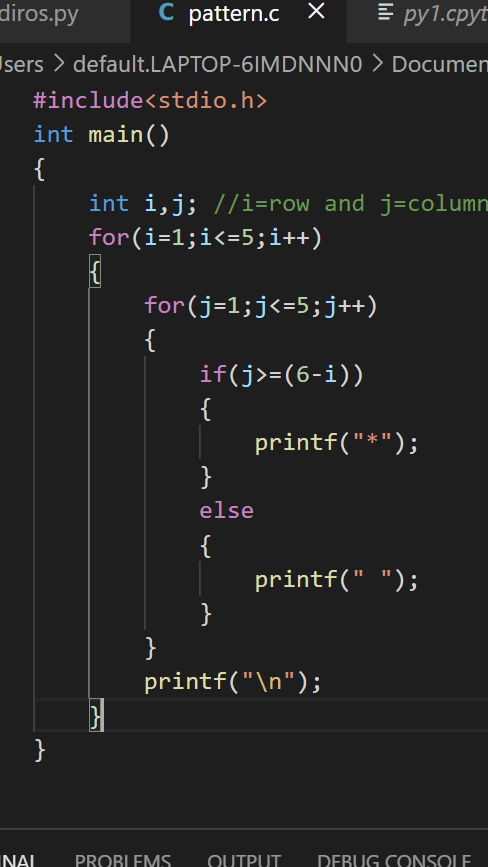 diros.py C pattern.c × py1.cpyt
sers > default.LAPTOP-6IMDNNN0 > Documen
#include<stdio.h>
int main()
{
    int i,j; //i=row and j=column
    for(i=1;i<=5;i++)
    {
        for(j=1;j<=5;j++)
        {
            if(j>=(6-i))
            {
                printf("*");
            }
            else
            {
                printf(" ");
            }
        }
        printf("\n");
    }
}
INAL PROBLEMS OUTPUT DEBUG CONSOLE